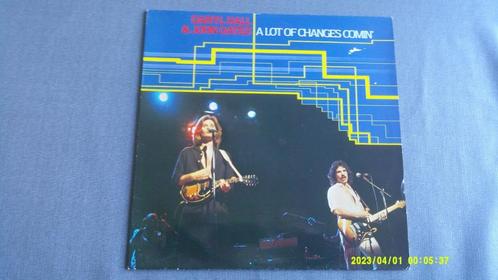 DARYL HALL
& JOHN OATES A LOT OF CHANGES COMIN'
2023/04/01 00:05:37